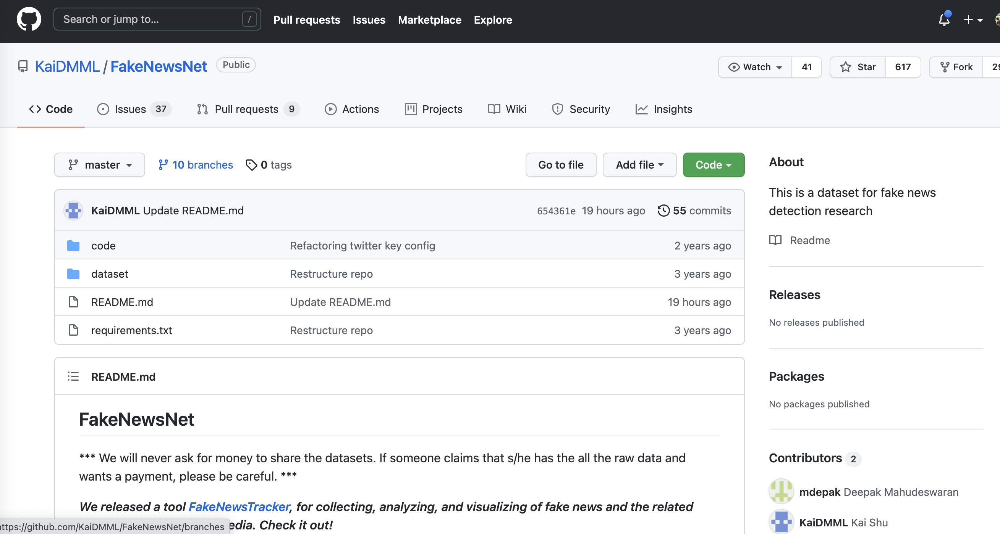 Search or jump to... / Pull requests Issues Marketplace Explore
KaiDMML / FakeNewsNet Public Watch 41 Star 617 Fork
Code Issues 37 Pull requests 9 Actions Projects Wiki Security Insights
master 10 branches 0 tags Go to file Add file Code
KaiDMML Update README.md 654361e 19 hours ago 55 commits
code Refactoring twitter key config 2 years ago
dataset Restructure repo 3 years ago
README.md Update README.md 19 hours ago
requirements.txt Restructure repo 3 years ago
README.md
FakeNewsNet
*** We will never ask for money to share the datasets. If someone claims that s/he has the all the raw data and
wants a payment, please be careful. ***
We released a tool FakeNewsTracker, for collecting, analyzing, and visualizing of fake news and the related
edia. Check it out!
ttps://github.com/KaiDMML/FakeNewsNet/branches
About
This is a dataset for fake news
detection research
Readme
Releases
No releases published
Packages
No packages published
Contributors 2
mdepak Deepak Mahudeswaran
KaiDMML Kai Shu